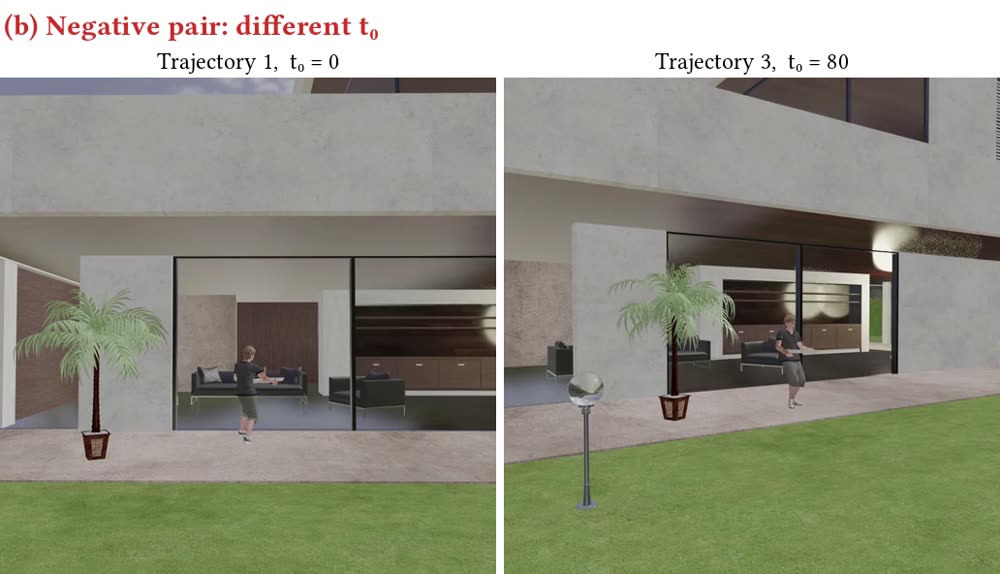 (b) Negative pair: different t₀
Trajectory 1, t₀ = 0
Trajectory 3, t₀ = 80